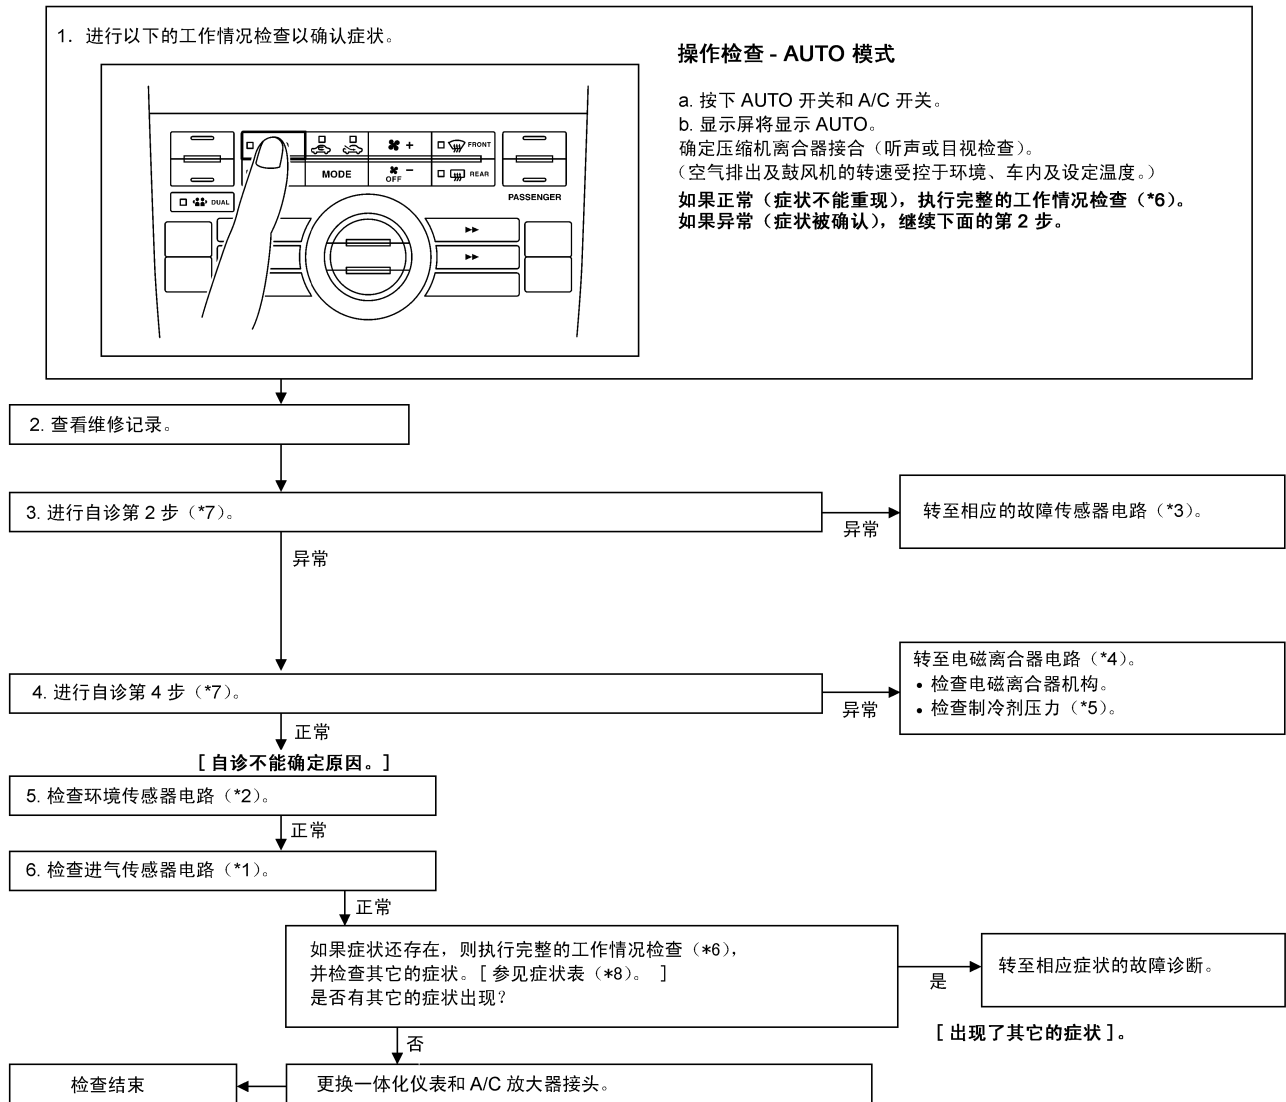 1. 进行以下的工作情况检查以确认症状。
FRONT
MODE
OFF
REAR
DUAL
PASSENGER
操作检查 - AUTO 模式
a. 按下 AUTO 开关和 A/C 开关。
b. 显示屏将显示 AUTO。
确定压缩机离合器接合（听声或目视检查）。
（空气排出及鼓风机的转速受控于环境、车内及设定温度。）
如果正常（症状不能重现），执行完整的工作情况检查（*6）。
如果异常（症状被确认），继续下面的第 2 步。
2. 查看维修记录。
3. 进行自诊第 2 步（*7）。
异常
转至相应的故障传感器电路（*3）。
异常
4. 进行自诊第 4 步（*7）。
异常
转至电磁离合器电路（*4）。
• 检查电磁离合器机构。
• 检查制冷剂压力（*5）。
正常
[ 自诊不能确定原因。]
5. 检查环境传感器电路（*2）。
正常
6. 检查进气传感器电路（*1）。
正常
如果症状还存在，则执行完整的工作情况检查（*6），
并检查其它的症状。[ 参见症状表（*8）。 ]
是否有其它的症状出现？
是
转至相应症状的故障诊断。
[ 出现了其它的症状 ]。
否
更换一体化仪表和 A/C 放大器接头。
检查结束